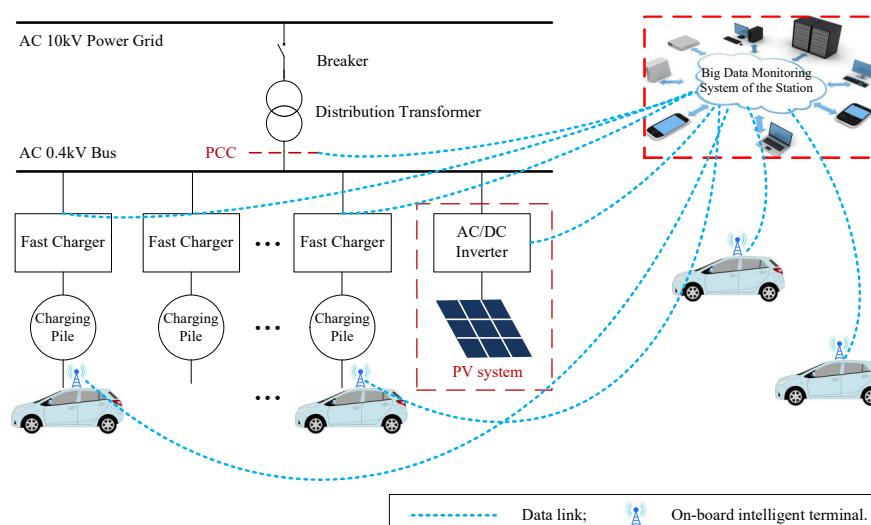 AC 10kV Power Grid
Breaker
Distribution Transformer
Big Data Monitoring
System of the Station
AC 0.4kV Bus
PCC
Fast Charger
Fast Charger
Fast Charger
AC/DC
Inverter
Charging
Pile
Charging
Pile
Charging
Pile
PV system
Data link;
On-board intelligent terminal.